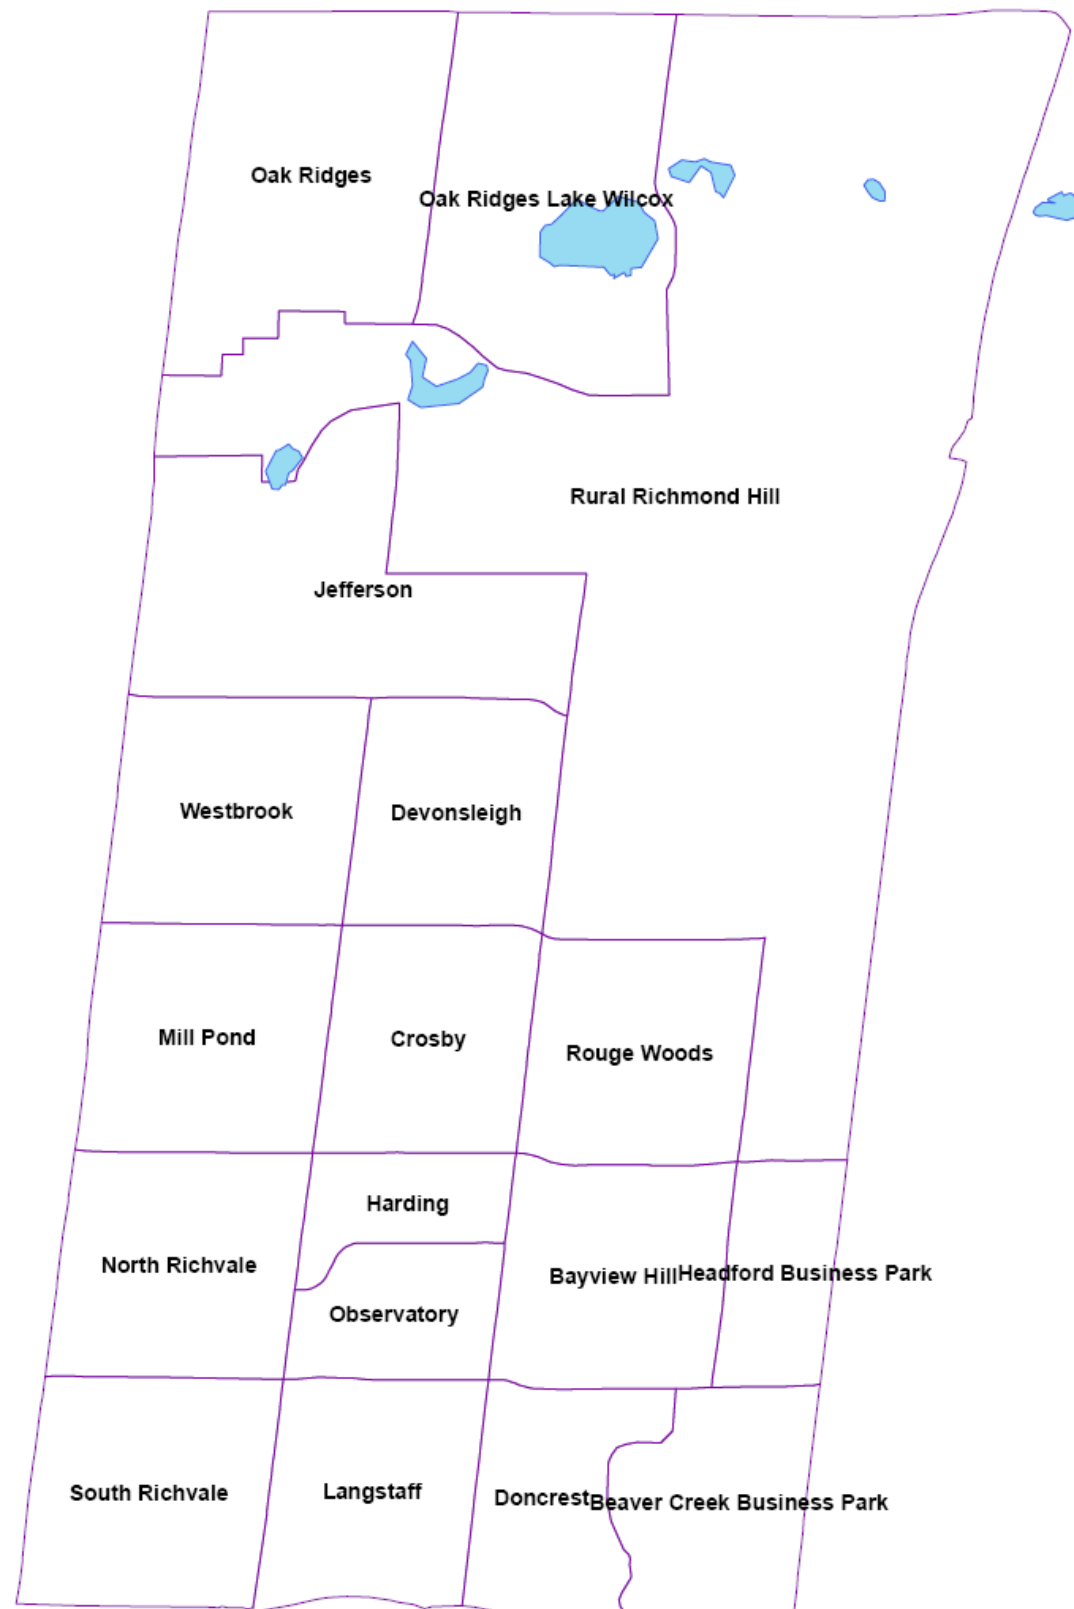 Oak Ridges
Oak Ridges Lake Wilcox
Rural Richmond Hill
Jefferson
Westbrook
Devonsleigh
Mill Pond
Crosby
Rouge Woods
Harding
North Richvale
Bayview Hill
Headford Business Park
Observatory
South Richvale
Langstaff
Doncrest
Beaver Creek Business Park